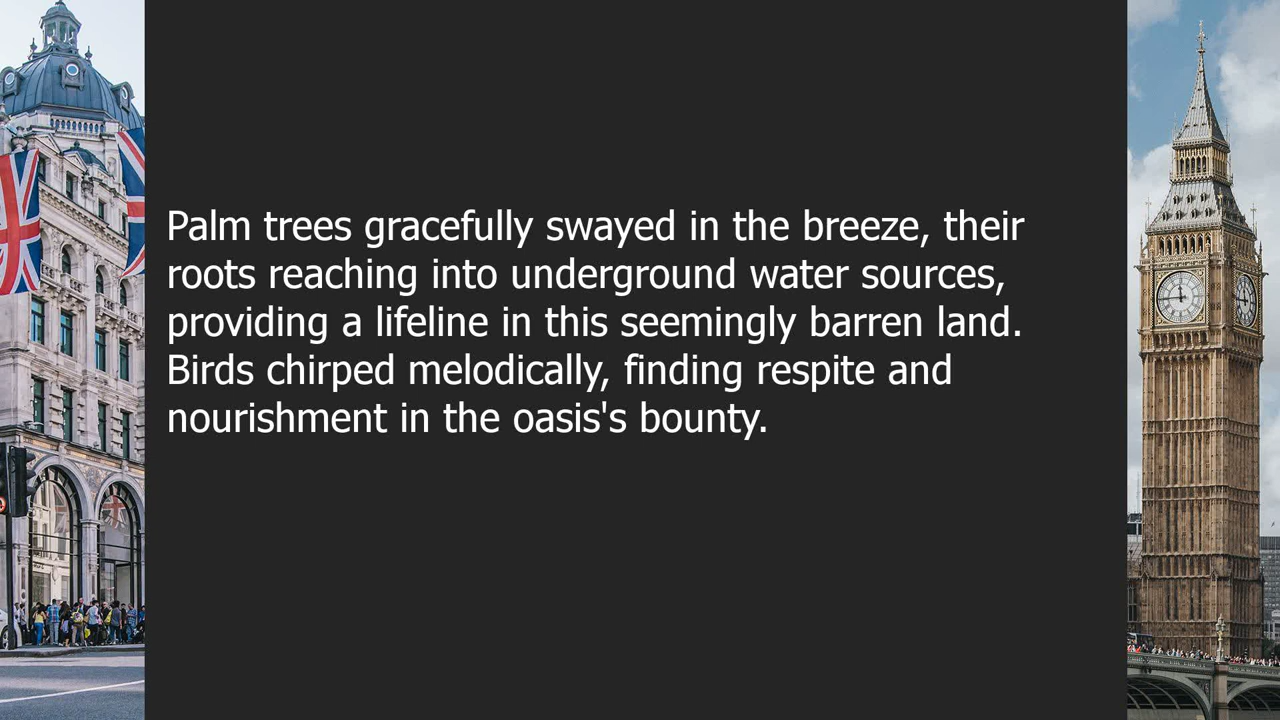 Palm trees gracefully swayed in the breeze, their
roots reaching into underground water sources,
providing a lifeline in this seemingly barren land.
Birds chirped melodically, finding respite and
nourishment in the oasis's bounty.